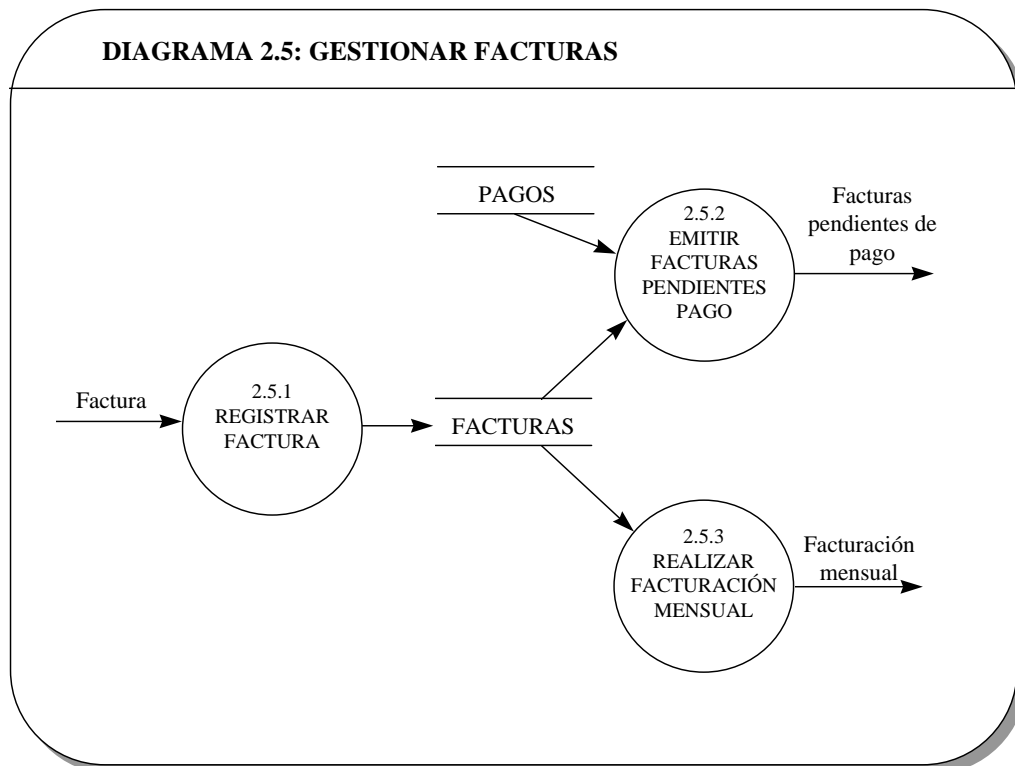 DIAGRAMA 2.5: GESTIONAR FACTURAS
PAGOS
2.5.2
EMITIR
FACTURAS
PENDIENTES
PAGO
Facturas
pendientes de
pago
Factura
2.5.1
REGISTRAR
FACTURA
FACTURAS
2.5.3
REALIZAR
FACTURACIÓN
MENSUAL
Facturación
mensual